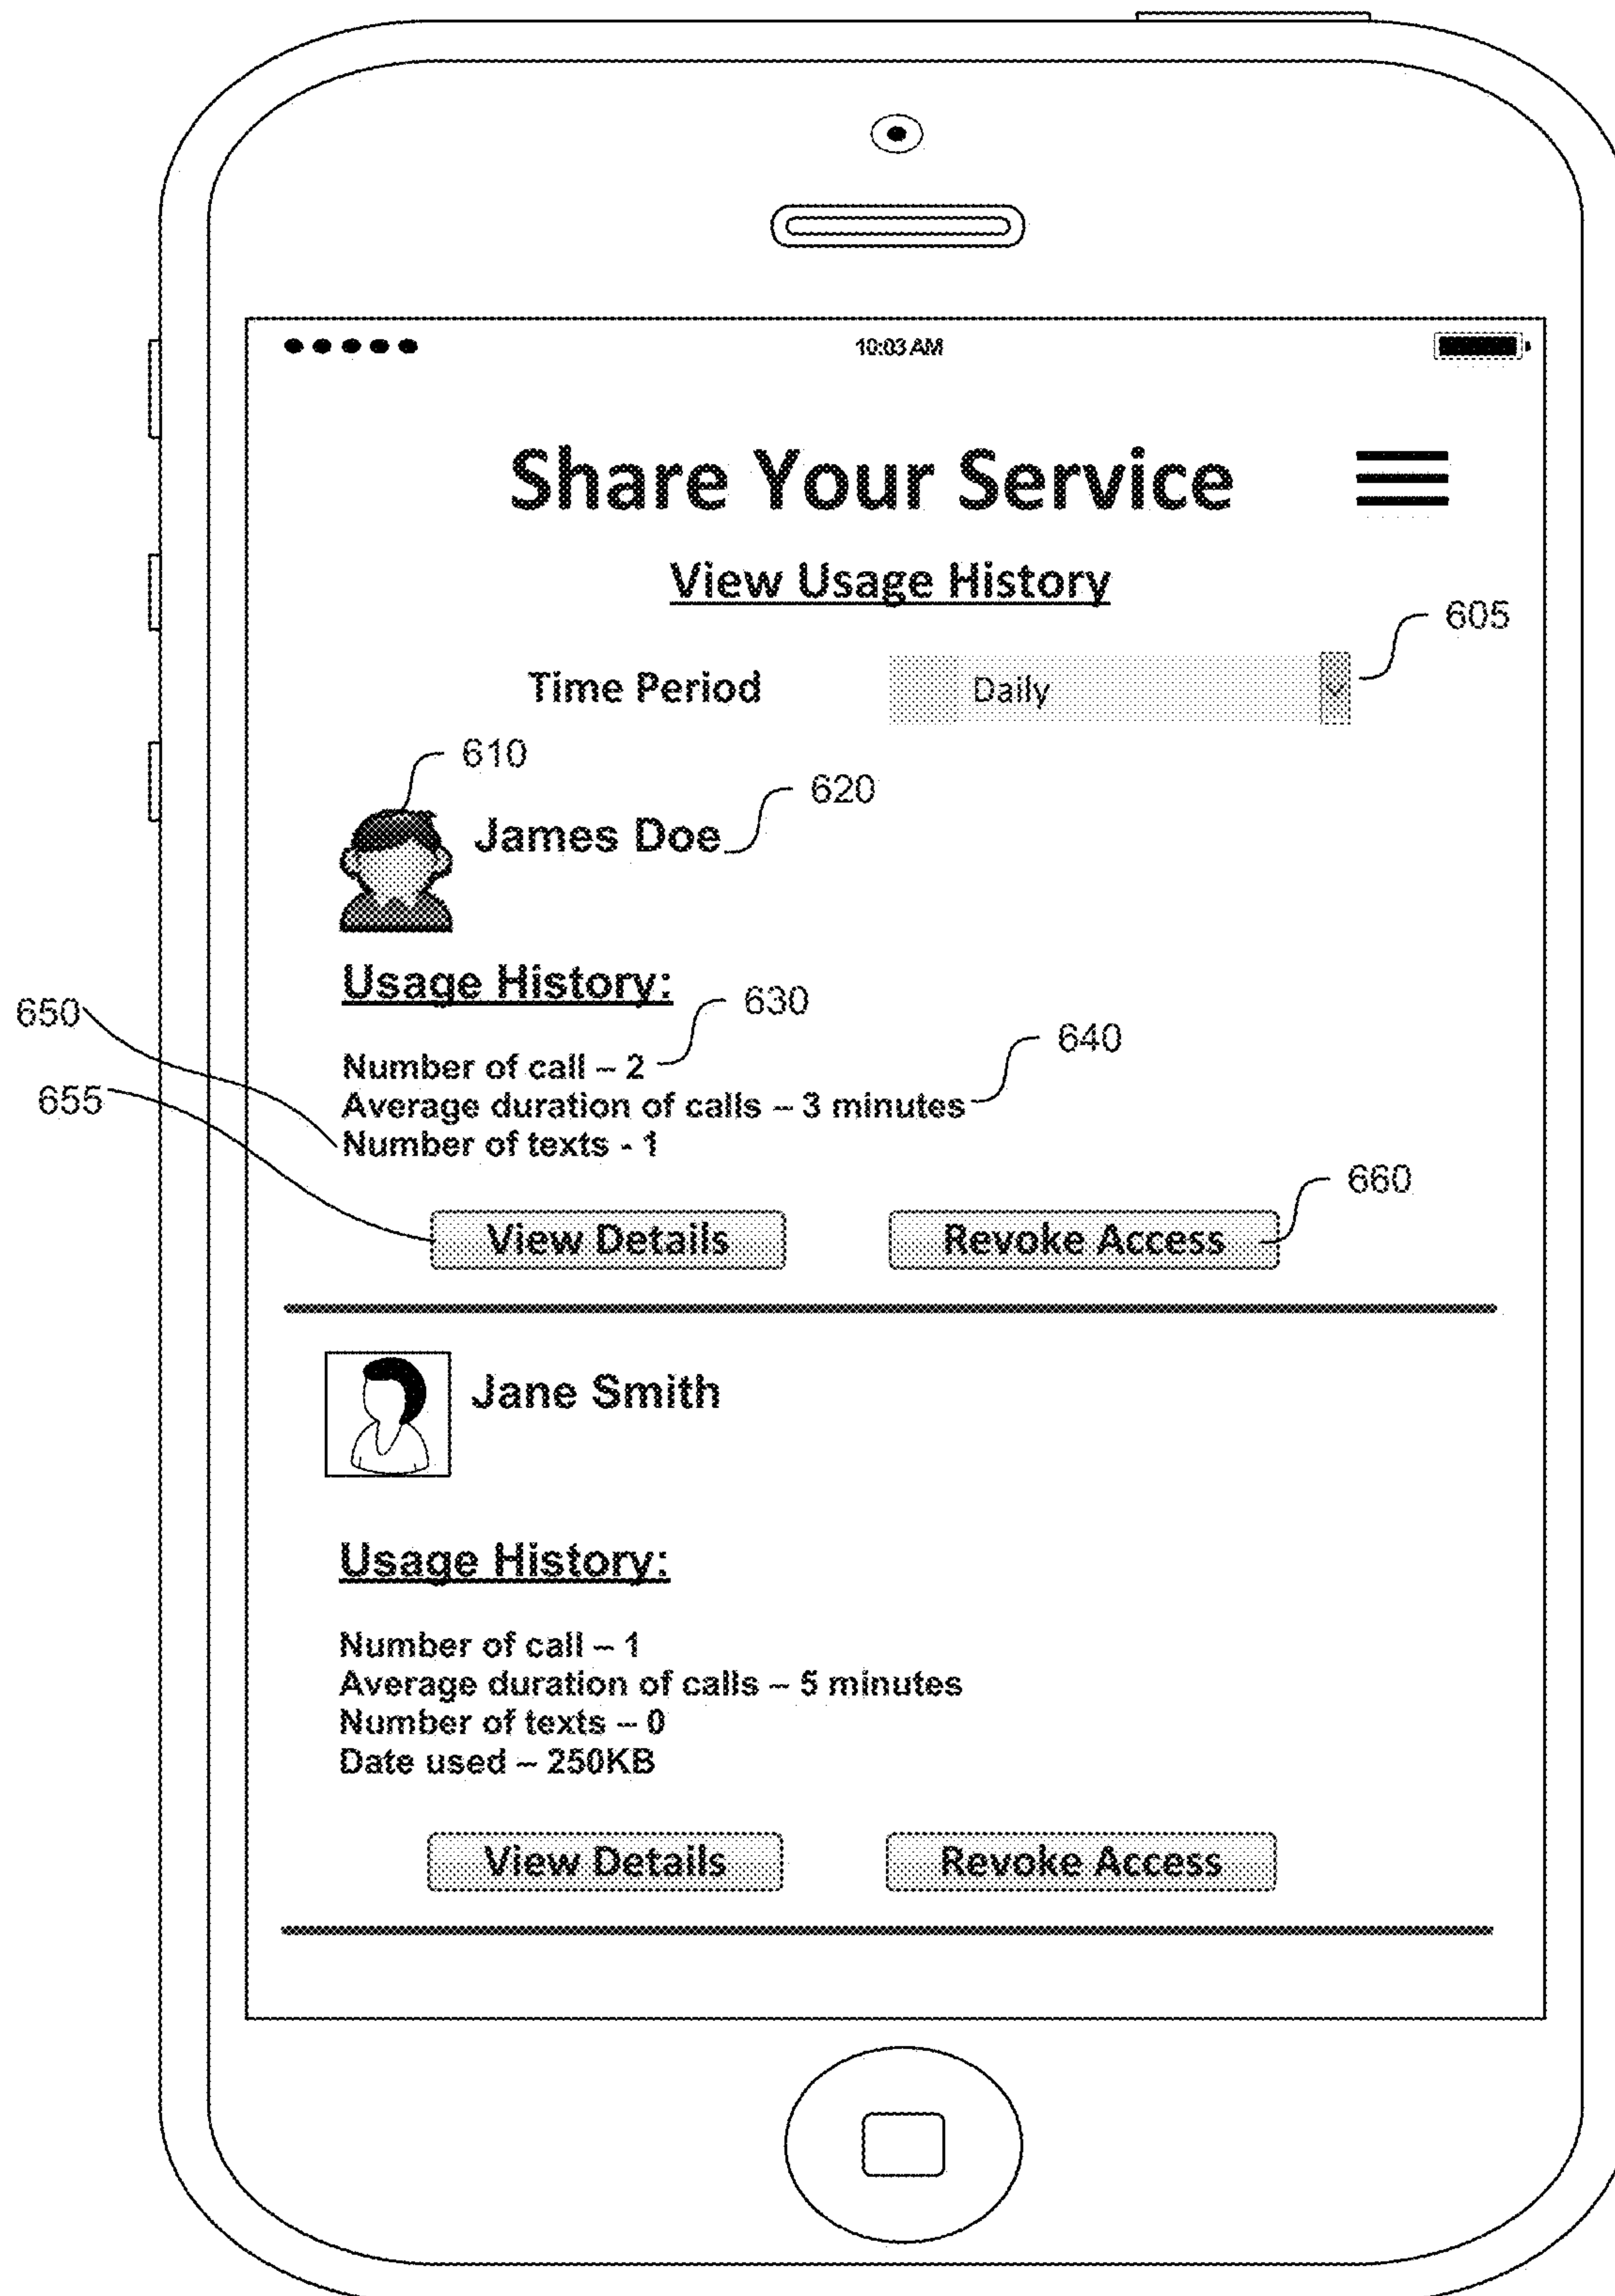 10:03 AM
Share Your Service
View Usage History
605
Time Period Daily
610
620
James Doe
Usage History:
650
630
Number of call – 2
640
655
Average duration of calls – 3 minutes
Number of texts - 1
660
View Details Revoke Access
Jane Smith
Usage History:
Number of call – 1
Average duration of calls – 5 minutes
Number of texts – 0
Date used – 250KB
View Details Revoke Access